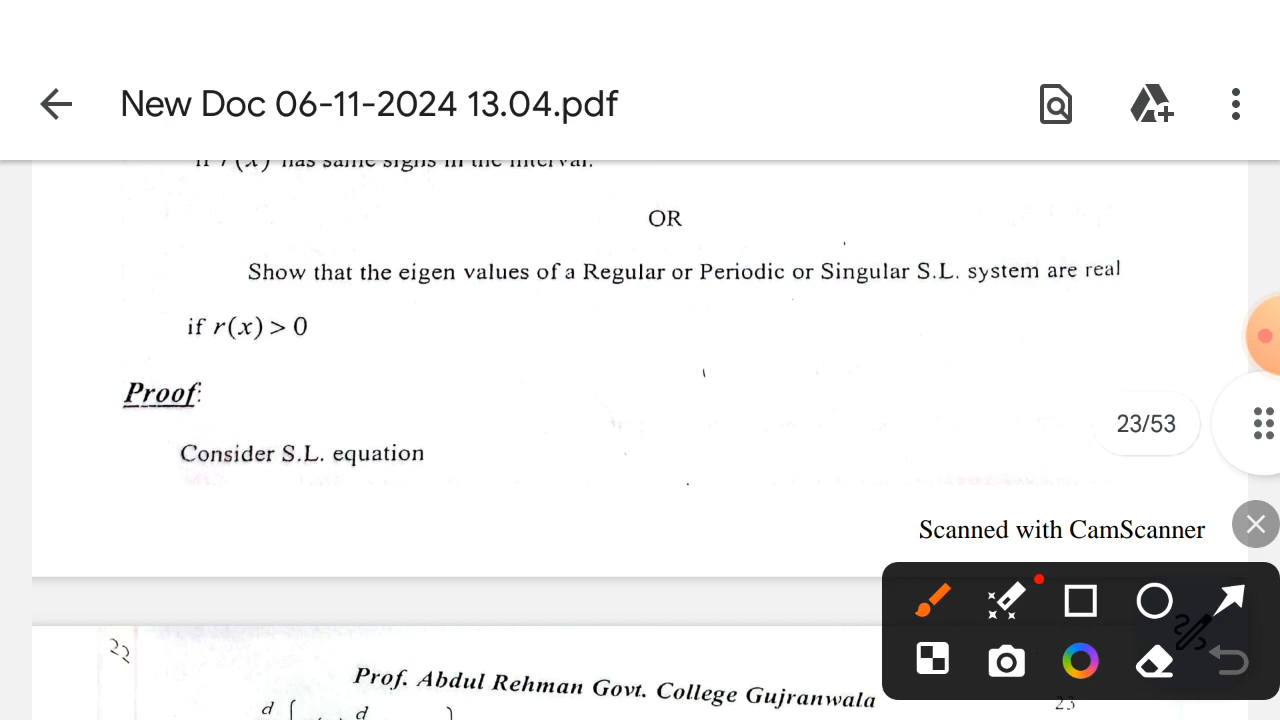 New Doc 06-11-2024 13.04.pdf
if r(x) has same signs in the interval.
OR
Show that the eigen values of a Regular or Periodic or Singular S.L. system are real
if r(x) > 0
Proof:
23/53
Consider S.L. equation
Scanned with CamScanner
22
Prof. Abdul Rehman Govt. College Gujranwala
23
d ( d )